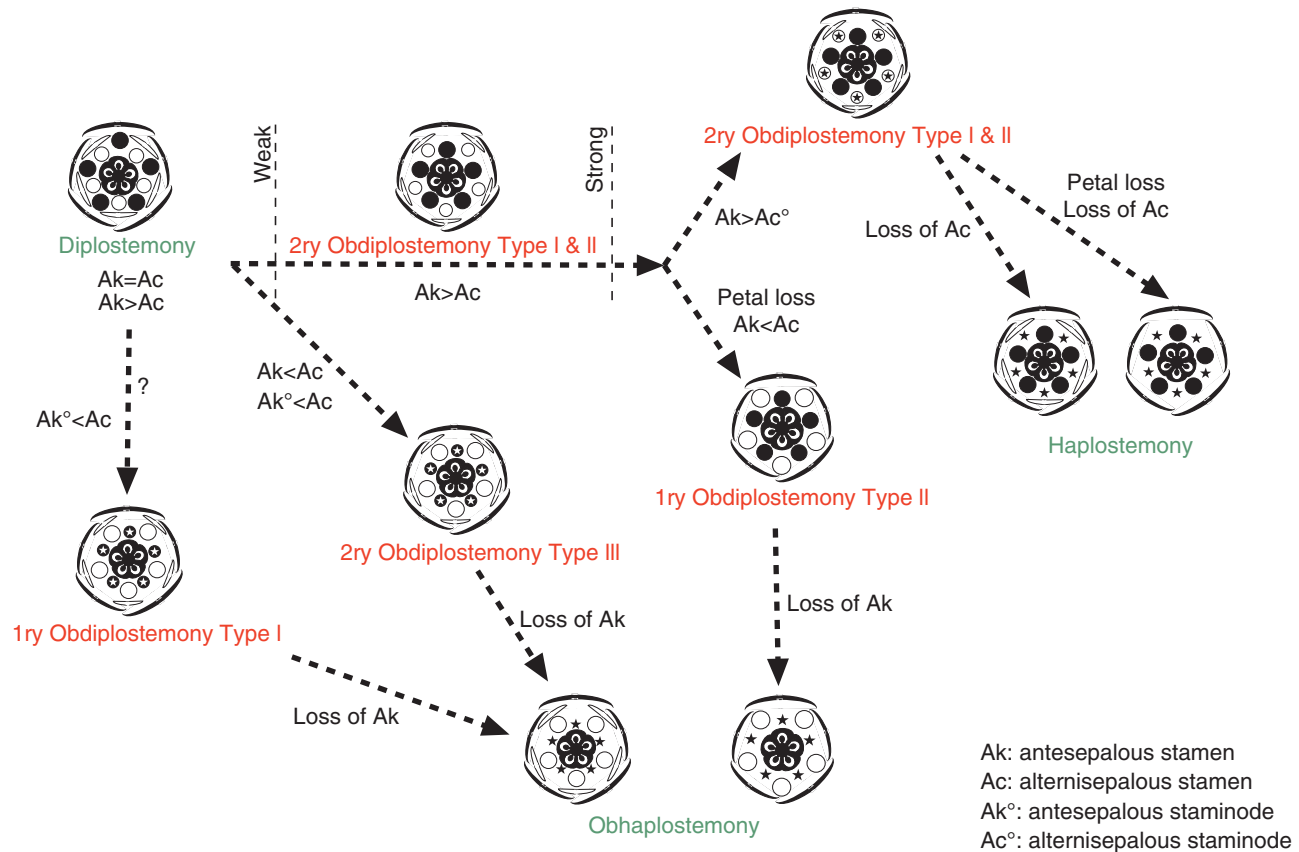 2ry Obdiplostemony Type I & II
Weak
Strong
Diplostemony
Ak=Ac
Ak>Ac
2ry Obdiplostemony Type I & II
Ak>Ac
Ak>Ac°
Loss of Ac
Petal loss
Loss of Ac
Petal loss
Ak<Ac
?
Ak°<Ac
Ak<Ac
Ak°<Ac
Haplostemony
1ry Obdiplostemony Type II
2ry Obdiplostemony Type III
1ry Obdiplostemony Type I
Loss of Ak
Loss of Ak
Loss of Ak
Obhaplostemony
Ak: antesepalous stamen
Ac: alternisepalous stamen
Ak°: antesepalous staminode
Ac°: alternisepalous staminode